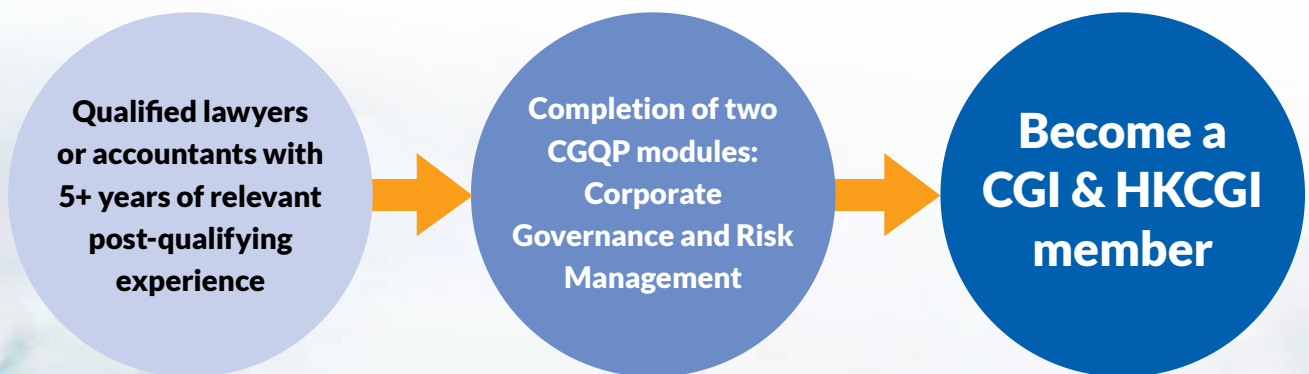 Qualified lawyers
or accountants with
5+ years of relevant
post-qualifying
experience
Completion of two
CGQP modules:
Corporate
Governance and Risk
Management
Become a
CGI & HKCGI
member